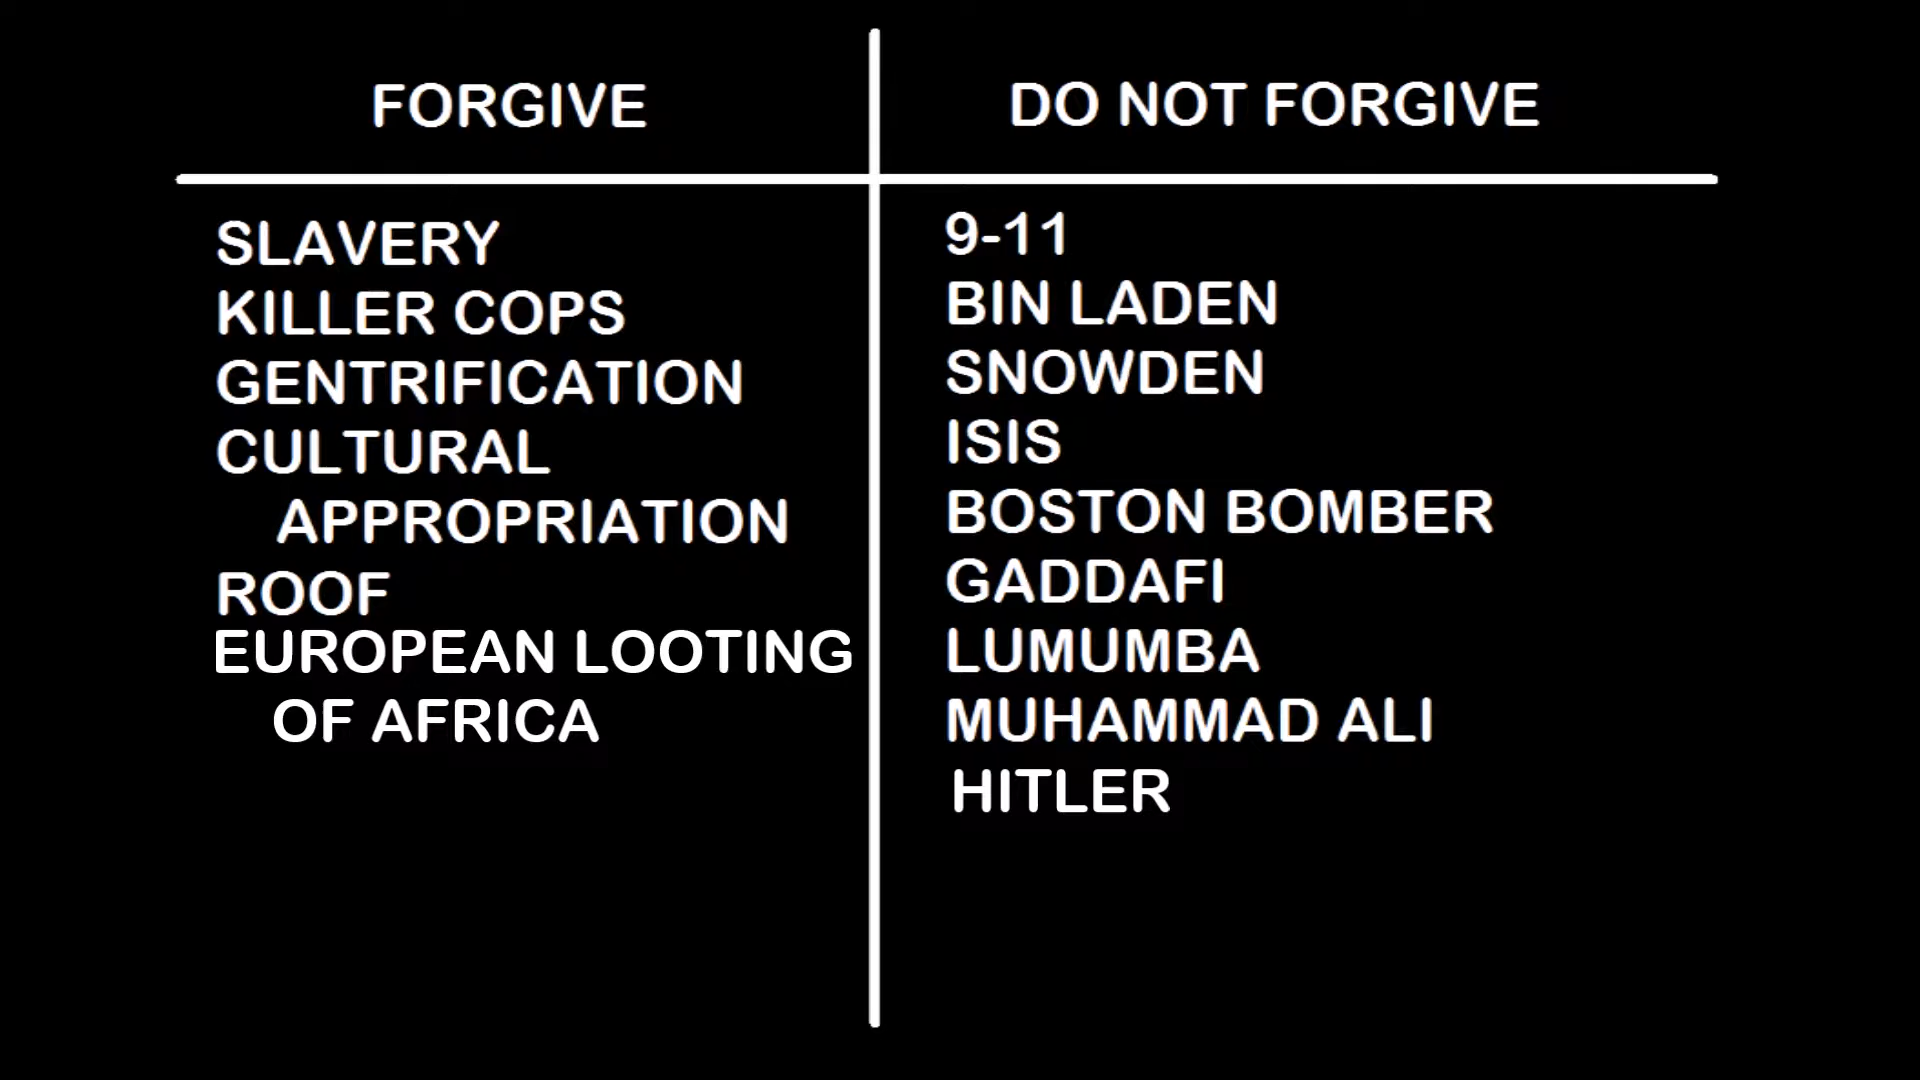 FORGIVE
DO NOT FORGIVE
SLAVERY
KILLER COPS
GENTRIFICATION
CULTURAL
APPROPRIATION
ROOF
EUROPEAN LOOTING
OF AFRICA
9-11
BIN LADEN
SNOWDEN
ISIS
BOSTON BOMBER
GADDAFI
LUMUMBA
MUHAMMAD ALI
HITLER